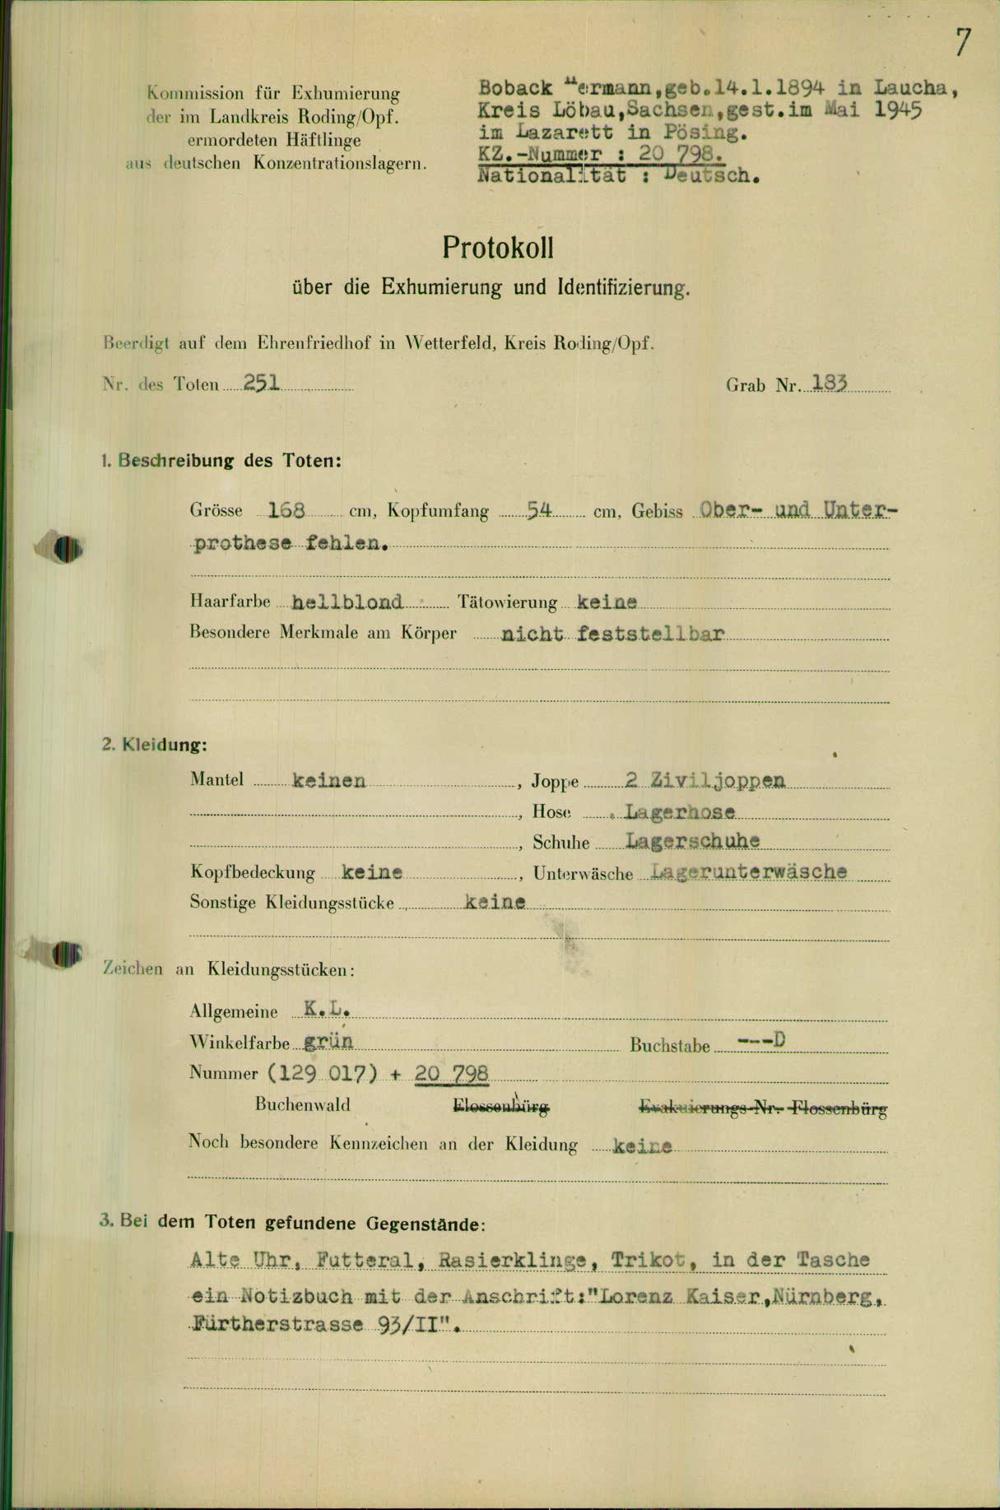 7
Kommission für Exhumierung
der im Landkreis Roding/Opf.
ermordeten Häftlinge
aus deutschen Konzentrationslagern.
Boback Hermann,geb.14.1.1894 in Laucha,
Kreis Löbau,Sachsen,gest.im Mai 1945
im Lazarett in Pösing.
KZ.-Nummer : 20 798.
Nationalität : Deutsch.
Protokoll
über die Exhumierung und Identifizierung.
Beerdigt auf dem Ehrenfriedhof in Wetterfeld, Kreis Roding/Opf.
Nr. des Toten 251 Grab Nr. 183
1. Beschreibung des Toten:
Grösse 168 cm, Kopfumfang 54 cm, Gebiss Ober- und Unter-
prothese fehlen.
Haarfarbe hellblond Tätowierung keine
Besondere Merkmale am Körper nicht feststellbar
2. Kleidung:
Mantel keinen, Joppe 2 Ziviljoppen
, Hose Lagerhose
, Schuhe Lagerschuhe
Kopfbedeckung keine, Unterwäsche Lagerunterwäsche
Sonstige Kleidungsstücke keine
Zeichen an Kleidungsstücken:
Allgemeine K.L.
Winkelfarbe grün Buchstabe ---D
Nummer (129 017) + 20 798
Buchenwald Flossenbürg Evakuierungs-Nr. Flossenbürg
Noch besondere Kennzeichen an der Kleidung keine
3. Bei dem Toten gefundene Gegenstände:
Alte Uhr, Futteral, Rasierklinge, Trikot, in der Tasche
ein Notizbuch mit der Anschrift:"Lorenz Kaiser,Nürnberg,
Fürtherstrasse 93/II".